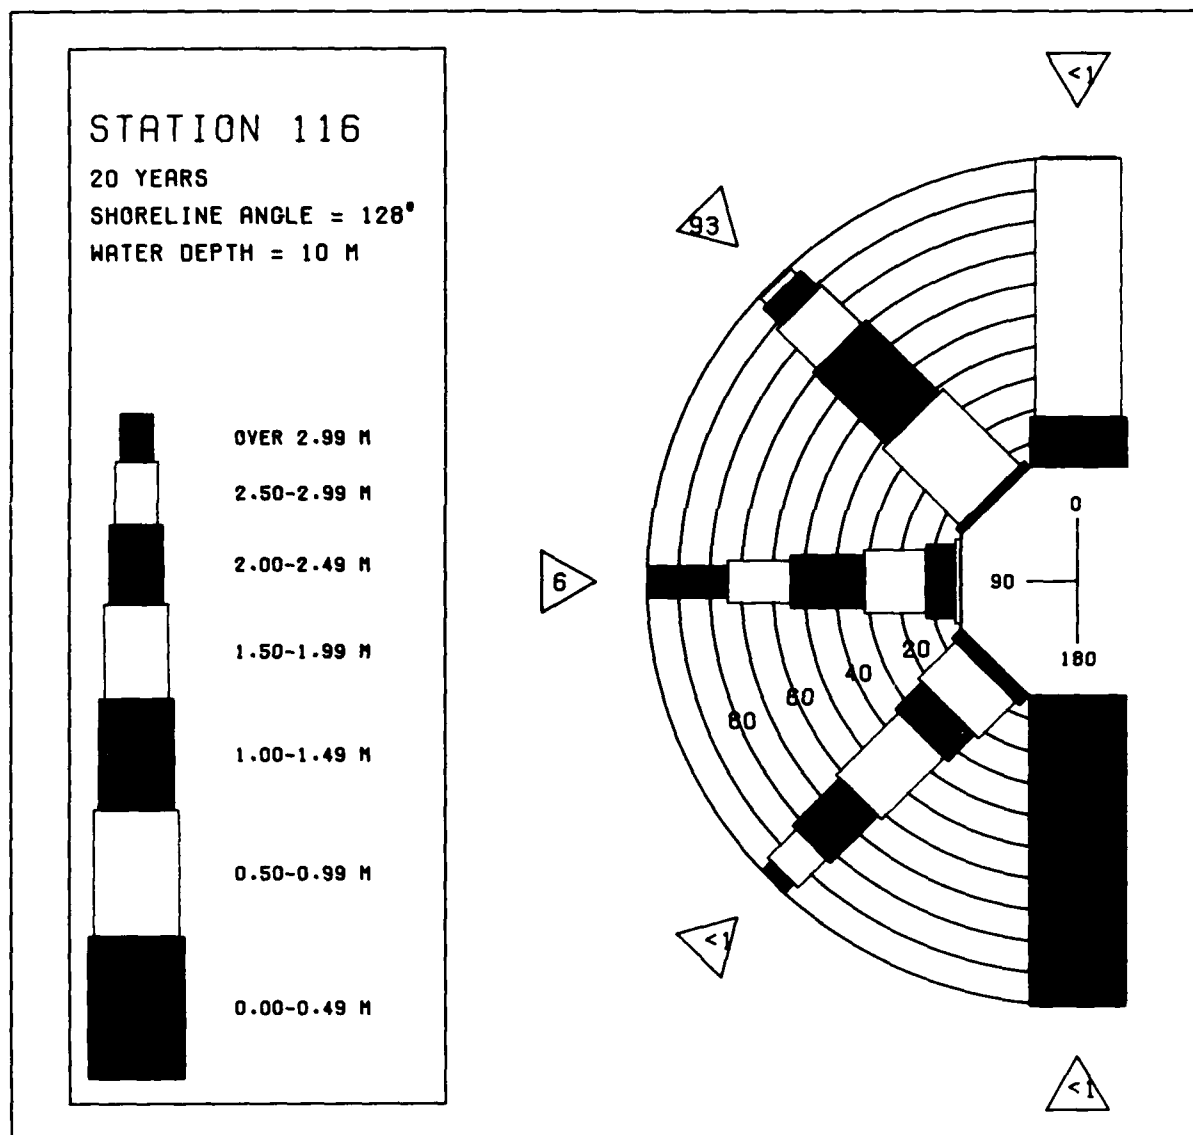 STATION 116
20 YEARS
SHORELINE ANGLE = 128°
WATER DEPTH = 10 M
OVER 2.99 M
2.50-2.99 M
2.00-2.49 M
1.50-1.99 M
1.00-1.49 M
0.50-0.99 M
0.00-0.49 M
<1
93
6
<1
<1
0
90
180
20
40
60
80